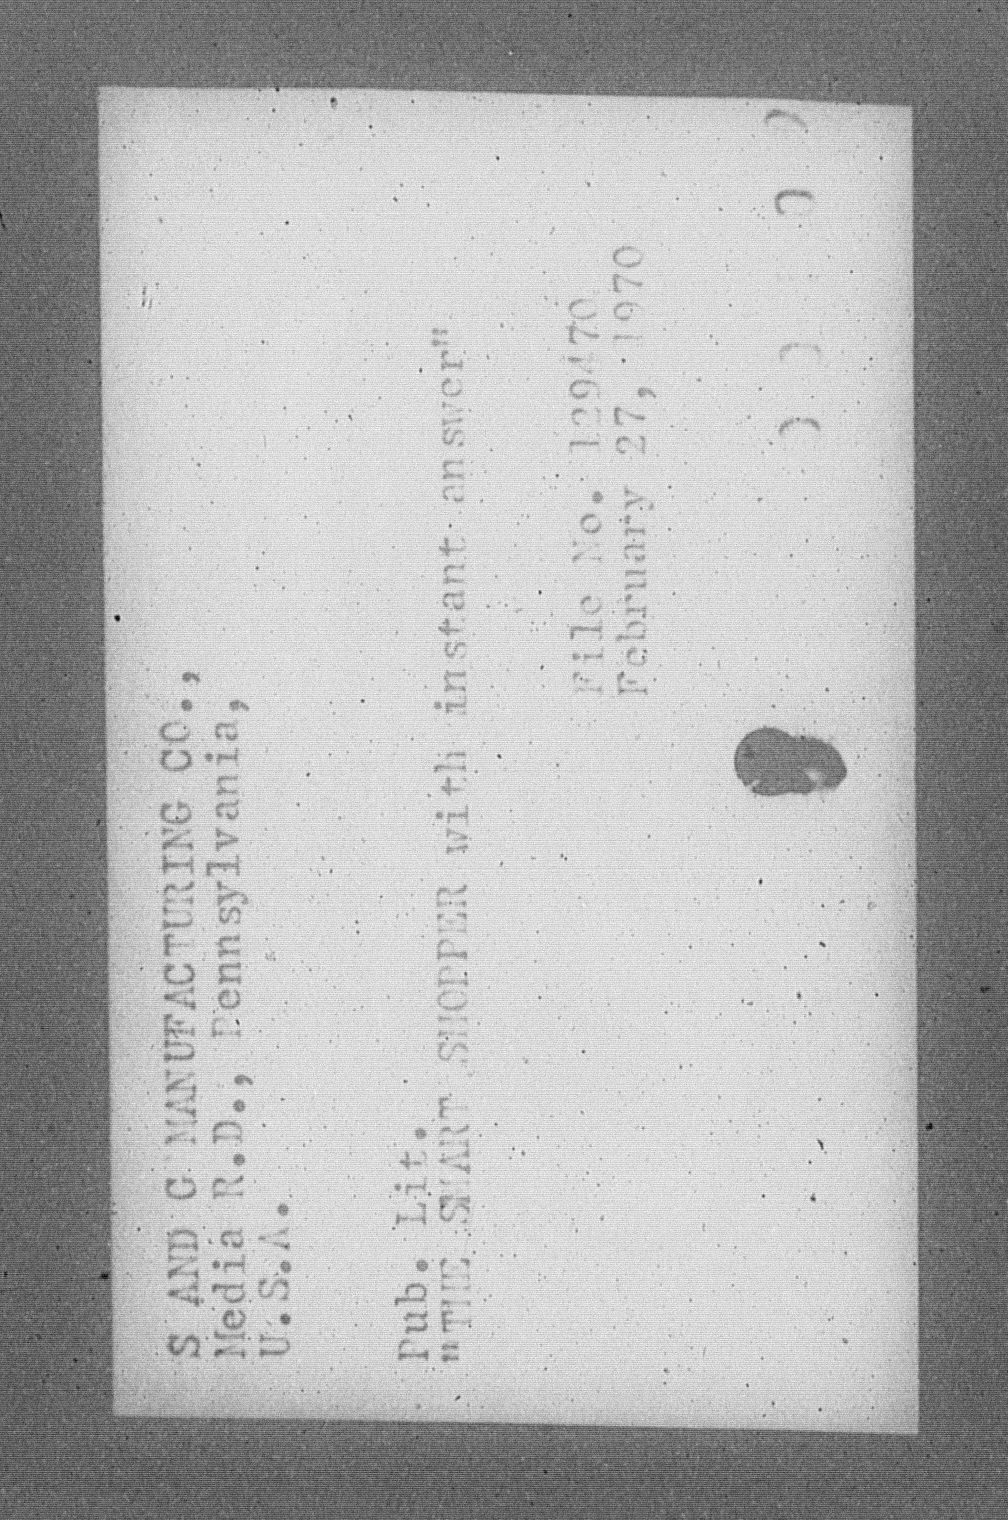 S AND G MANUFACTURING CO.,
Media R.D., Pennsylvania,
U.S.A.
Pub. Lit.
"THE SMART SHOPPER with instant answer"
File No. 129470
February 27, 1970